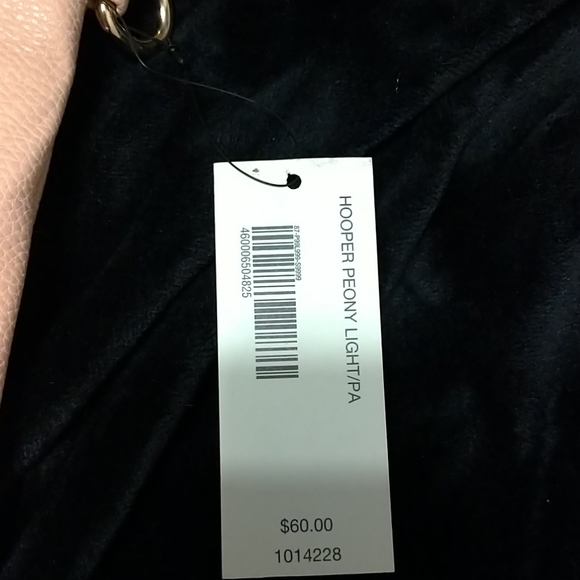 HOOPER PEONY LIGHT/PA
87-P99L999-S9999
460006504825
$60.00
1014228